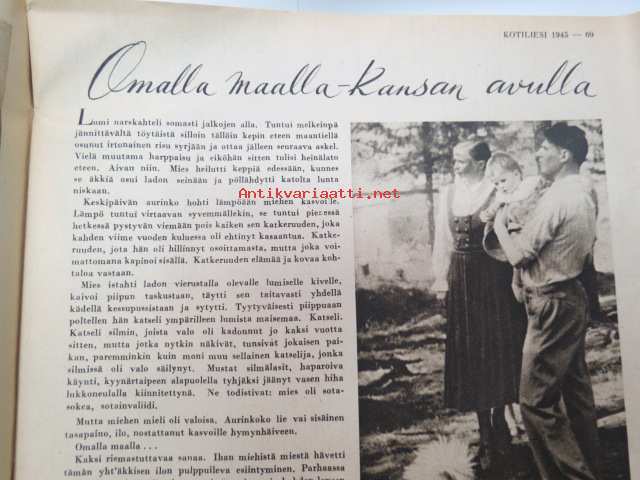 KOTILIESI 1945 — 69
Omalla maalla-kansan avulla
Lumi narskahteli somasti jalkojen alla. Tuntui melkeinpä
jännittävältä töytäistä silloin tällöin kepin eteen maantiellä
osunut irtonainen risu syrjään ja ottaa jälleen seuraava askel.
Vielä muutama harppaisu ja eiköhän sitten tulisi heinälato
eteen. Aivan niin. Mies heilutti keppiä edessään, kunnes
se äkkiä osui ladon seinään ja pöllähdytti katolta lunta
niskaan.
Antikvariaatti.net
Keskipäivän aurinko hohti lämpöään miehen kasvoille.
Lämpö tuntui virtaavan syvemmällekin, se tuntui pienessä
hetkessä pystyvän viemään pois kaiken sen katkeruuden, joka
kahden viime vuoden kuluessa oli ehtinyt kasaantua. Katke-
ruuden, jota hän oli hillinnyt osoittamasta, mutta joka voi-
mattomana kapinoi sisällä. Katkeruuden elämää ja kovaa koh-
taloa vastaan.
Mies istahti ladon vierustalla olevalle lumiselle kivelle,
kaivoi piipun taskustaan, täytti sen taitavasti yhdellä
kädellä kessupussistaan ja sytytti. Tyytyväisesti piippuaan
poltellen hän katseli ympärilleen lumista maisemaa. Katseli.
Katseli silmin, joista valo oli kadonnut jo kaksi vuotta
sitten, mutta jotka nytkin näkivät, tunsivat jokaisen pai-
kan, paremminkin kuin moni muu sellainen katselija, jonka
silmissä oli valo säilynyt. Mustat silmälasit, haparoiva
käynti, kyynärtaipeen alapuolella tyhjäksi jäänyt vasen hiha
lukkoneulalla kiinnitettynä. Ne todistivat: mies oli sota-
sokea, sotainvaliidi.
Mutta miehen mieli oli valoisa. Aurinkoko lie vai sisäinen
tasapaino, ilo, nostattanut kasvoille hymynhäiveen.
Omalla maalla . . .
Kaksi riemastuttavaa sanaa. Ihan miehistä miestä hävetti
tämän yht'äkkisen ilon pulppuileva esiintyminen. Parhaassa